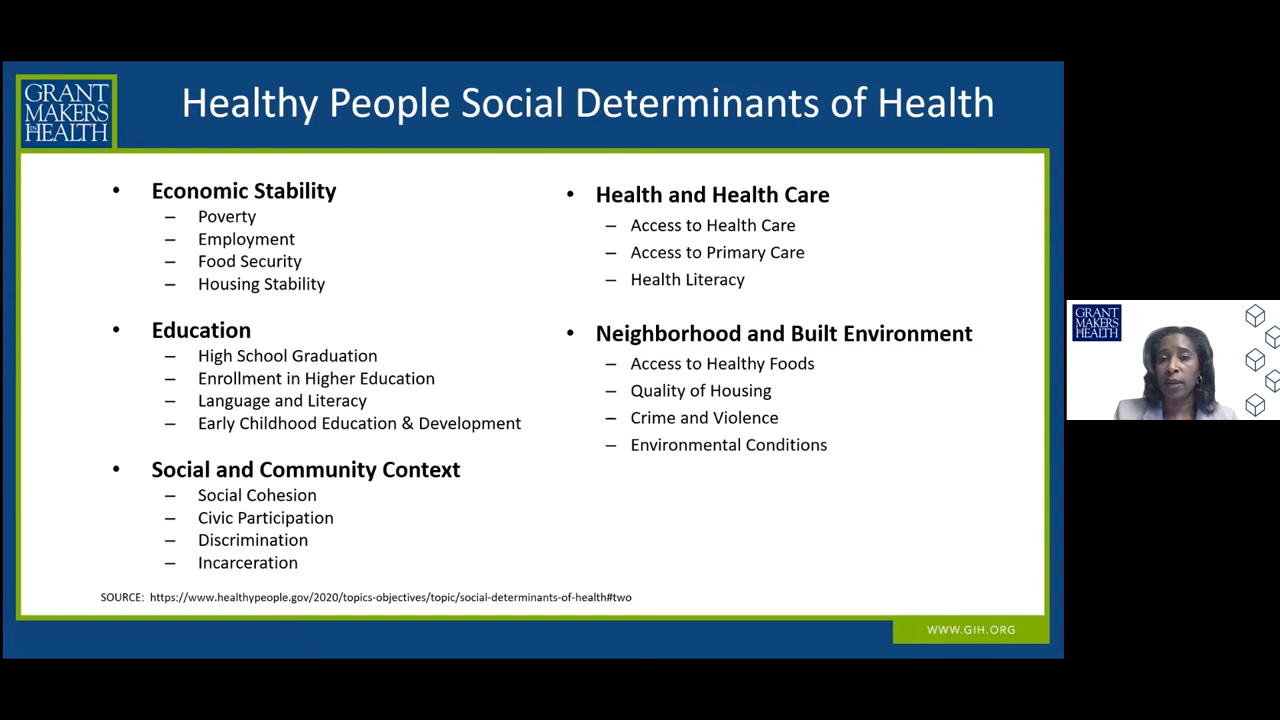 GRANT
MAKERS
IN HEALTH
Healthy People Social Determinants of Health
• Economic Stability
– Poverty
– Employment
– Food Security
– Housing Stability
• Education
– High School Graduation
– Enrollment in Higher Education
– Language and Literacy
– Early Childhood Education & Development
• Social and Community Context
– Social Cohesion
– Civic Participation
– Discrimination
– Incarceration
• Health and Health Care
– Access to Health Care
– Access to Primary Care
– Health Literacy
• Neighborhood and Built Environment
– Access to Healthy Foods
– Quality of Housing
– Crime and Violence
– Environmental Conditions
SOURCE: https://www.healthypeople.gov/2020/topics-objectives/topic/social-determinants-of-health#two
WWW.GIH.ORG
GRANT
MAKERS
IN HEALTH